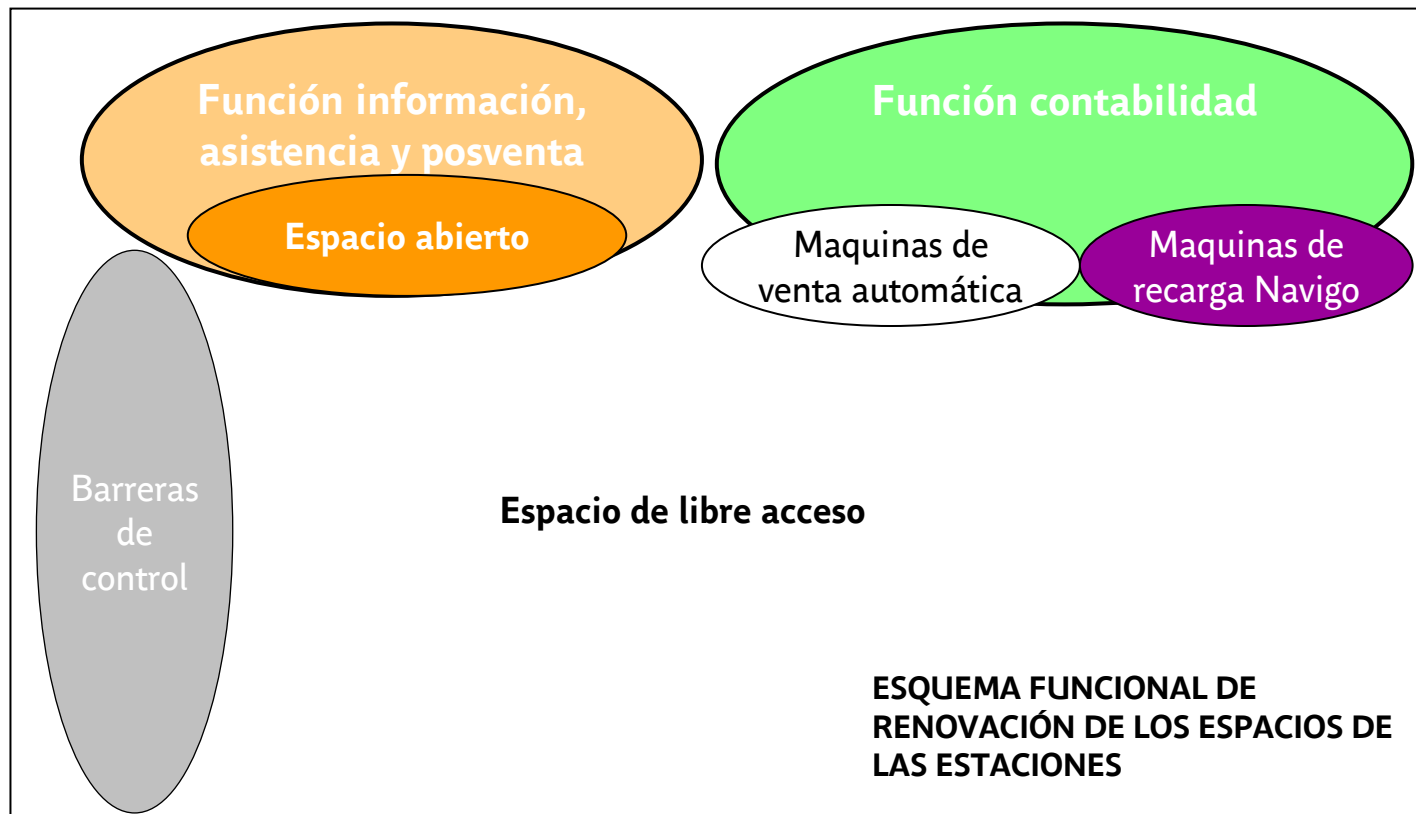 Función información,
asistencia y posventa
Espacio abierto
Función contabilidad
Maquinas de
venta automática
Maquinas de
recarga Navigo
Barreras
de
control
Espacio de libre acceso
ESQUEMA FUNCIONAL DE
RENOVACIÓN DE LOS ESPACIOS DE
LAS ESTACIONES